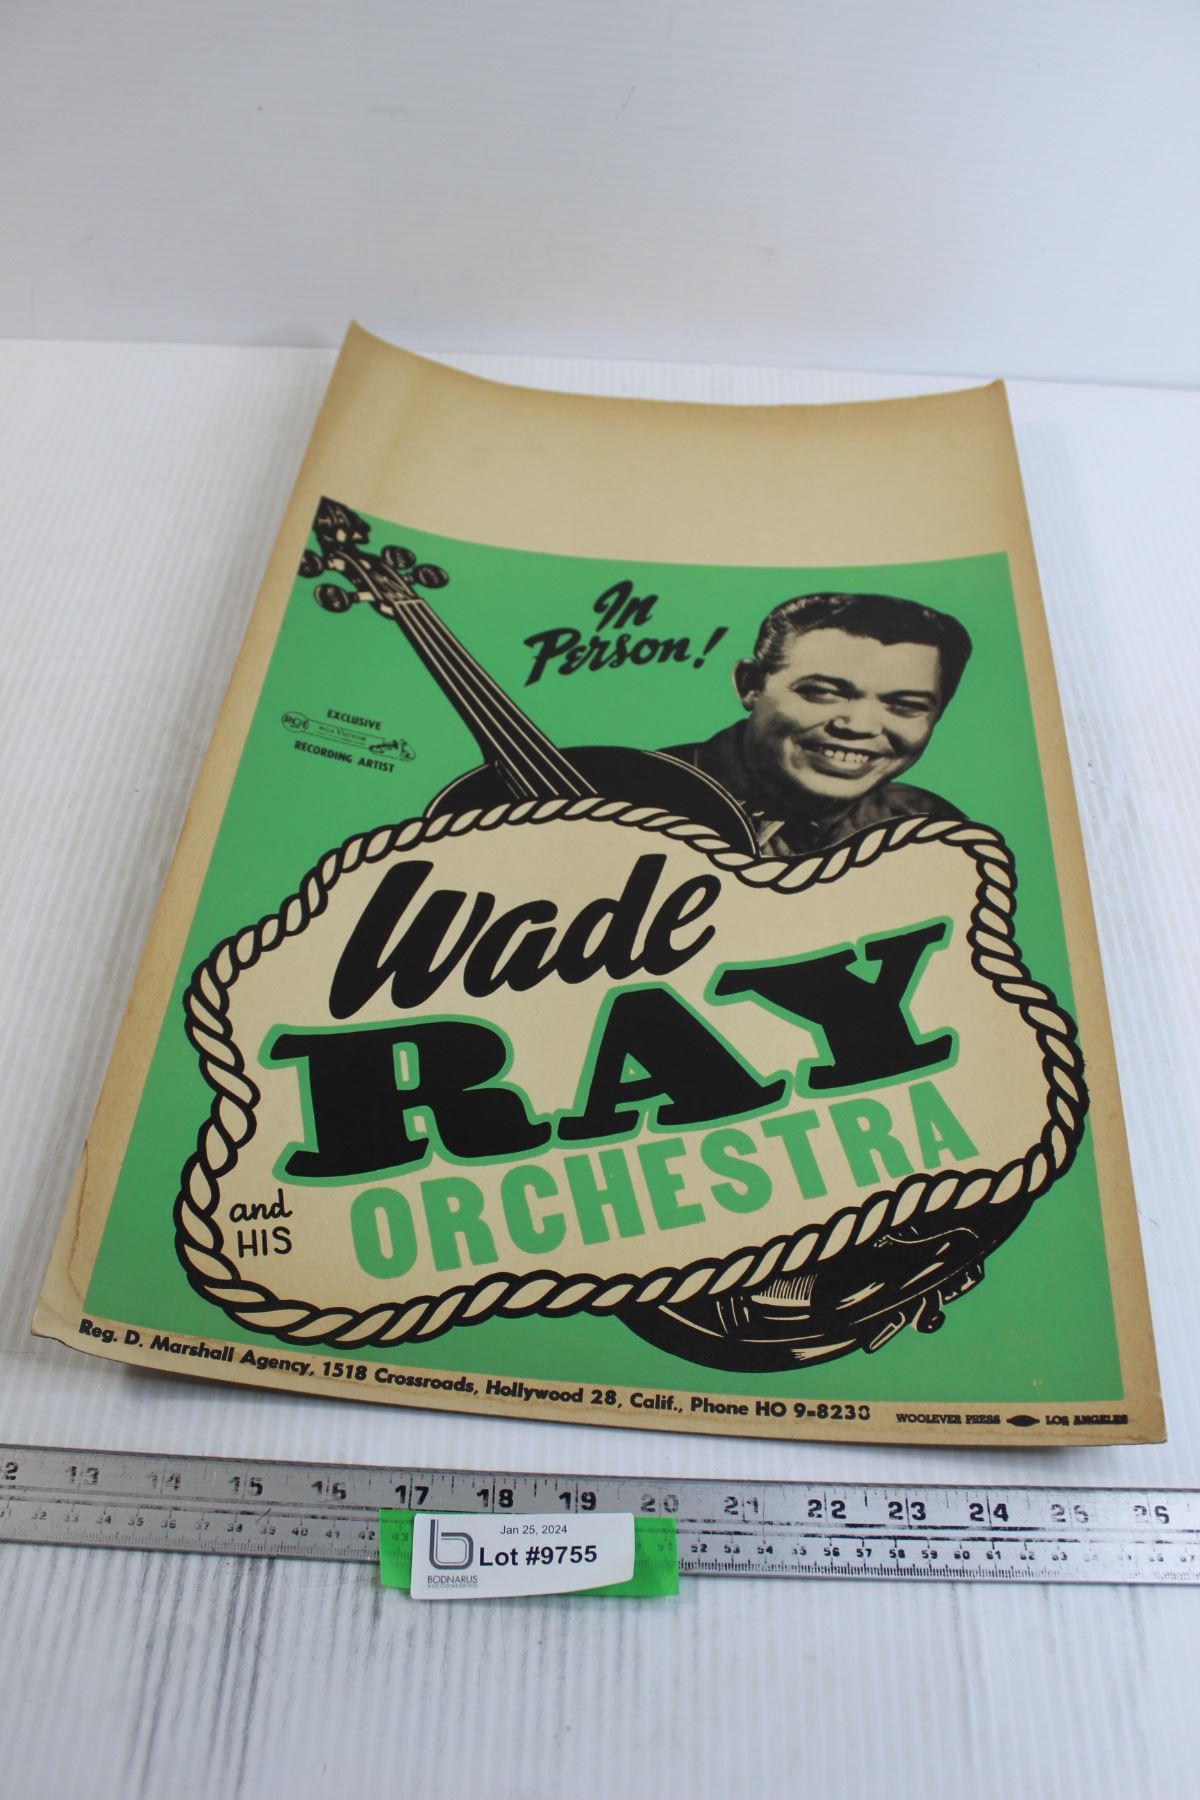 In
Person!
EXCLUSIVE
RCA VICTOR
RECORDING ARTIST
Wade
RAY
and
HIS
ORCHESTRA
Reg. D. Marshall Agency, 1518 Crossroads, Hollywood 28, Calif., Phone HO 9-8230
WOOLEVER PRESS LOS ANGELES
13 14 15 16 17 18 19 20 21 22 23 24 25 26
Jan 25, 2024
Lot #9755
BODNARUS
AUCTIONEERING